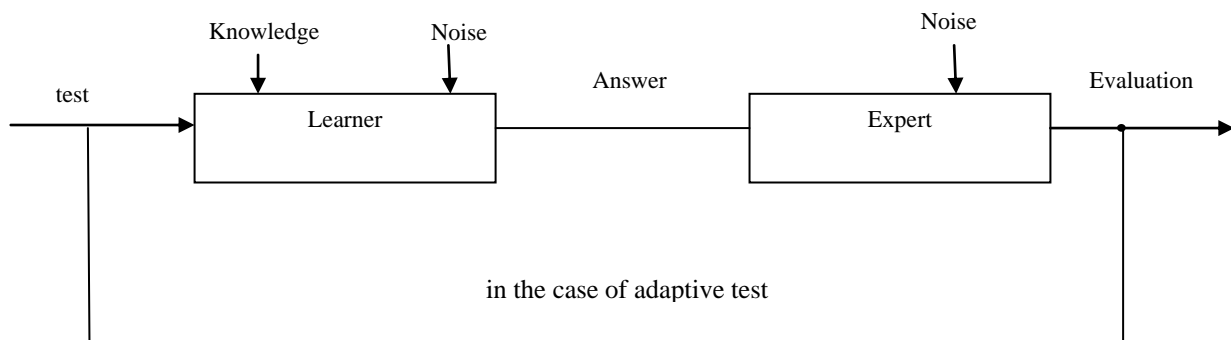 Noise
Knowledge
Noise
Answer
Evaluation
test
Learner
Expert
in the case of adaptive test